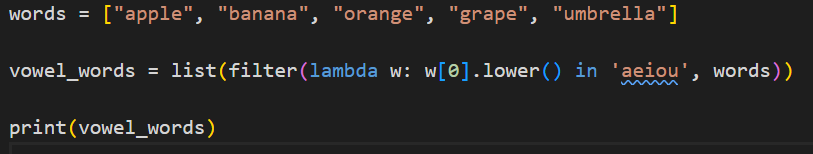 words = ["apple", "banana", "orange", "grape", "umbrella"]
vowel_words = list(filter(lambda w: w[0].lower() in 'aeiou', words))
print(vowel_words)